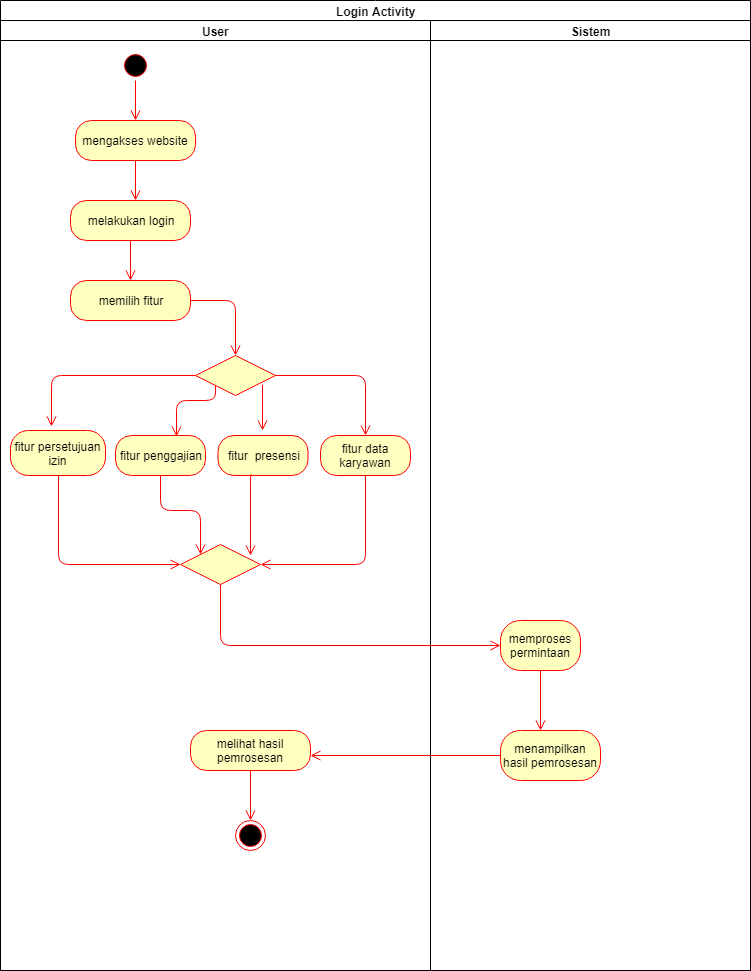 Login Activity
User
Sistem
mengakses website
melakukan login
memilih fitur
fitur persetujuan
izin
fitur penggajian
fitur presensi
fitur data
karyawan
memproses
permintaan
melihat hasil
pemrosesan
menampilkan
hasil pemrosesan